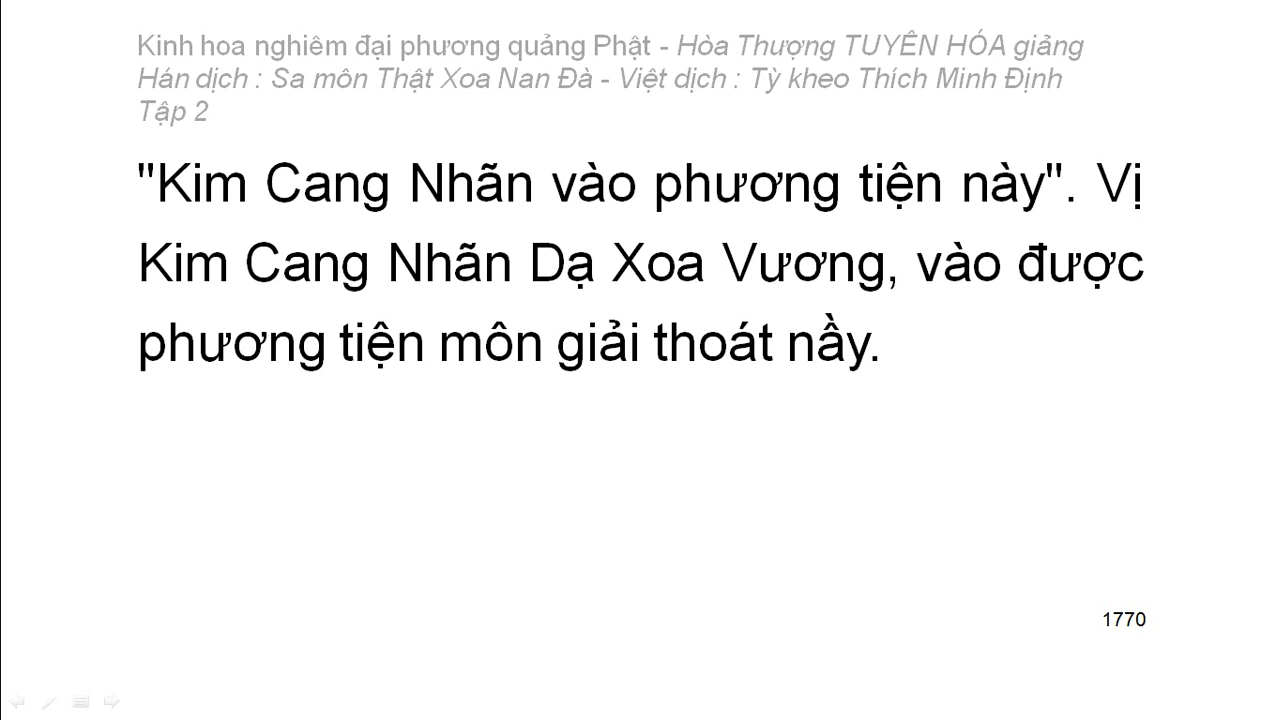 Kinh hoa nghiêm đại phương quảng Phật - Hòa Thượng TUYÊN HÓA giảng
Hán dịch : Sa môn Thật Xoa Nan Đà - Việt dịch : Tỳ kheo Thích Minh Định
Tập 2
"Kim Cang Nhãn vào phương tiện này". Vị
Kim Cang Nhãn Dạ Xoa Vương, vào được
phương tiện môn giải thoát nầy.
1770